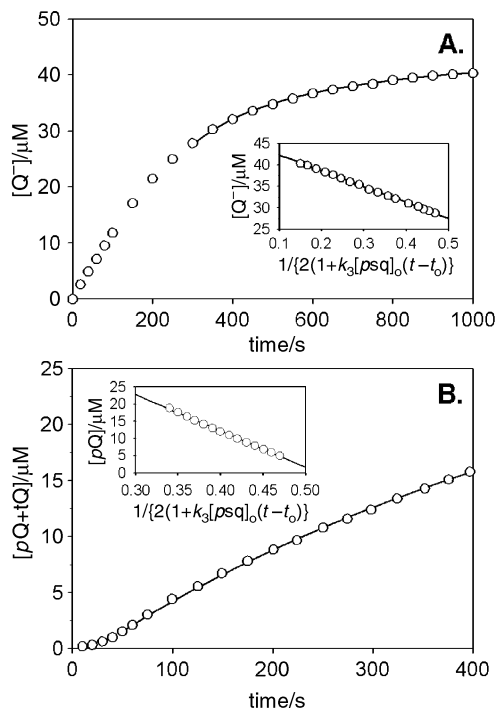 50
A.
40
30
20
10
0
[Q⁻]/μM
45
40
35
30
25
[Q⁻]/μM
0.1 0.2 0.3 0.4 0.5
1/{2(1+k₃[psq]ₒ(t−tₒ)}
0 200 400 600 800 1000
time/s
25
B.
20
15
10
5
0
[pQ+tQ]/μM
25
20
15
10
5
0
[pQ]/μM
0.30 0.35 0.40 0.45 0.50
1/{2(1+k₃[psq]ₒ(t−tₒ)}
0 100 200 300 400
time/s